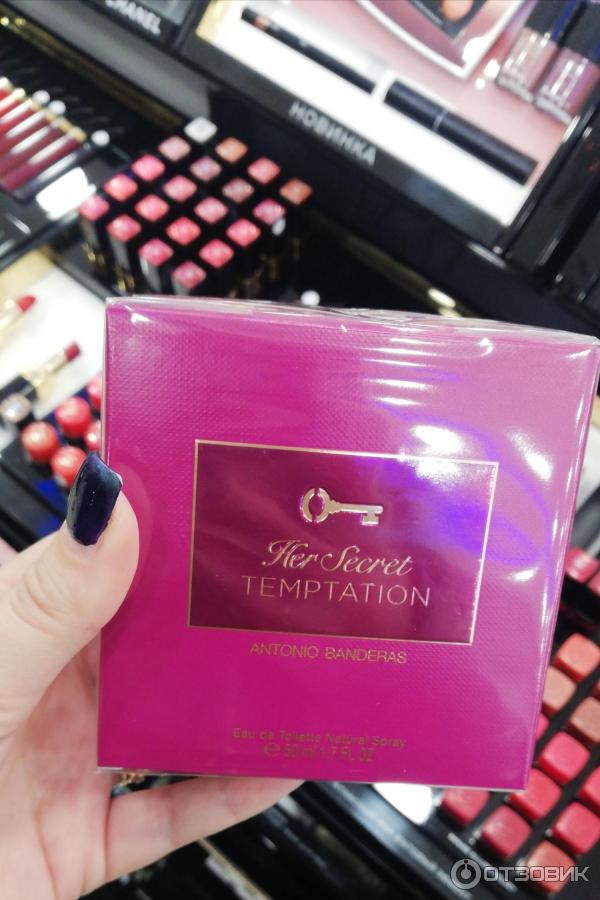 CHANEL
НОВИНКА
Her Secret
TEMPTATION
ANTONIO BANDERAS
Eau de Toilette Natural Spray
℮ 50 ml 1.7 FL OZ
ОТЗОВИК